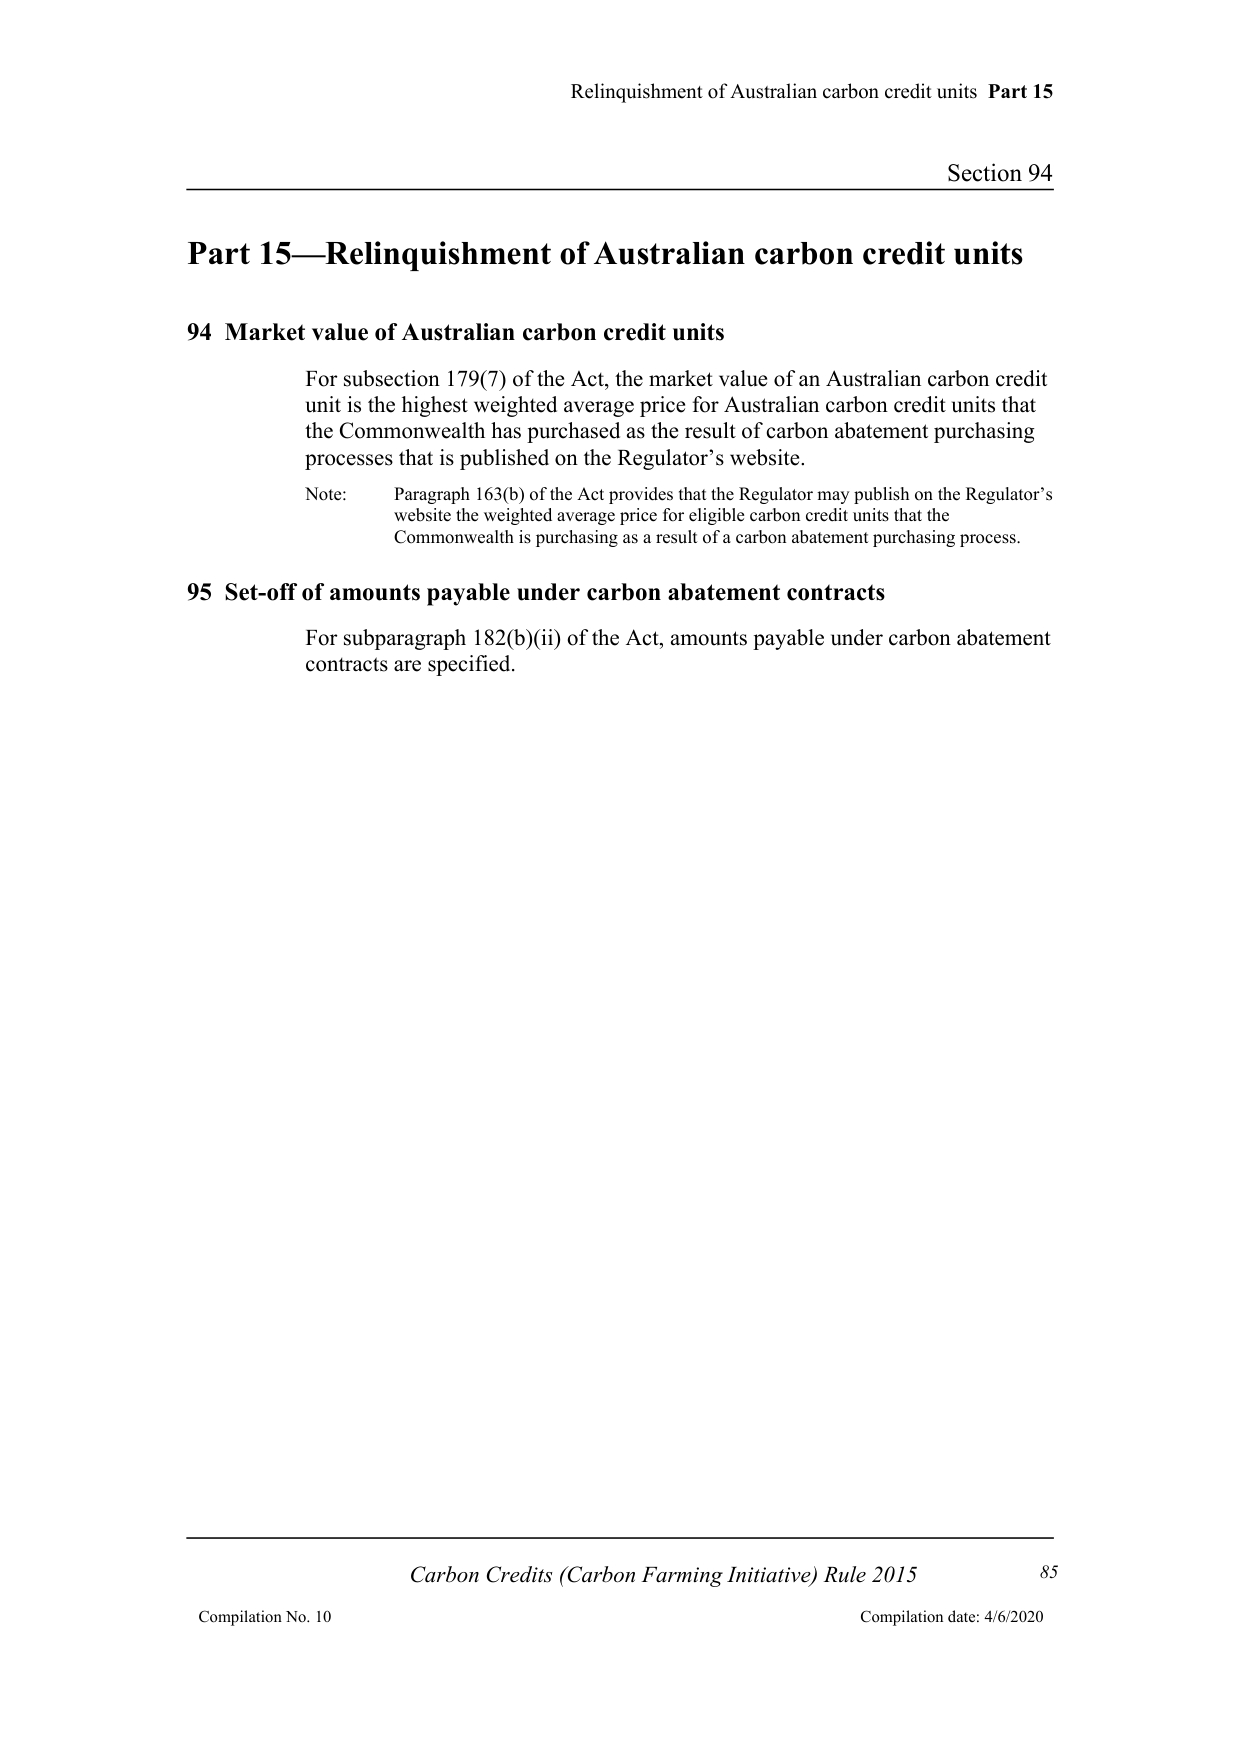 Relinquishment of Australian carbon credit units  Part 15
Section 94
Part 15—Relinquishment of Australian carbon credit units
94  Market value of Australian carbon credit units
For subsection 179(7) of the Act, the market value of an Australian carbon credit
unit is the highest weighted average price for Australian carbon credit units that
the Commonwealth has purchased as the result of carbon abatement purchasing
processes that is published on the Regulator’s website.
Note: Paragraph 163(b) of the Act provides that the Regulator may publish on the Regulator’s
website the weighted average price for eligible carbon credit units that the
Commonwealth is purchasing as a result of a carbon abatement purchasing process.
95  Set-off of amounts payable under carbon abatement contracts
For subparagraph 182(b)(ii) of the Act, amounts payable under carbon abatement
contracts are specified.
Carbon Credits (Carbon Farming Initiative) Rule 2015 85
Compilation No. 10 Compilation date: 4/6/2020